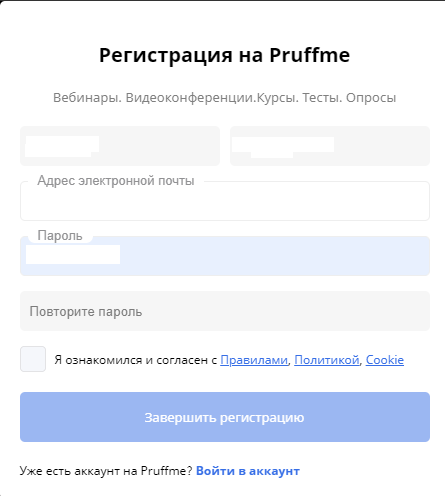 Регистрация на Pruffme
Вебинары. Видеоконференции.Курсы. Тесты. Опросы
Адрес электронной почты
Пароль
Повторите пароль
Я ознакомился и согласен с Правилами, Политикой, Cookie
Завершить регистрацию
Уже есть аккаунт на Pruffme? Войти в аккаунт